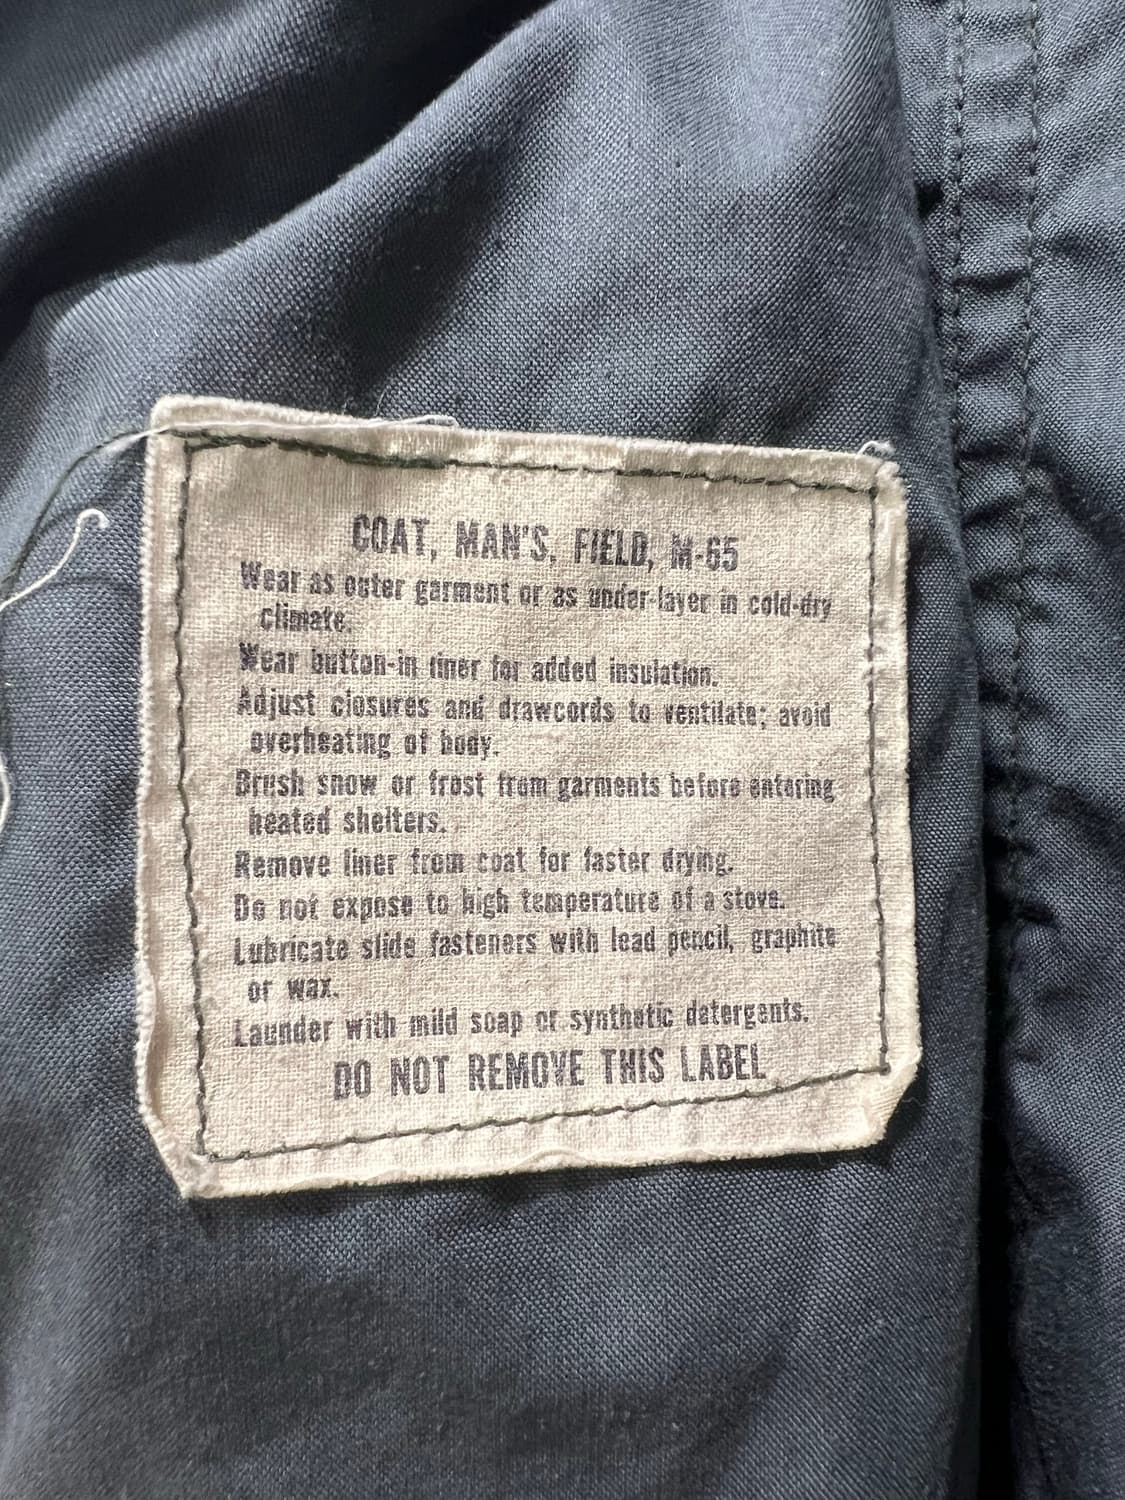 COAT, MAN'S, FIELD, M-65
Wear as outer garment or as under-layer in cold-dry
climate.
Wear button-in liner for added insulation.
Adjust closures and drawcords to ventilate; avoid
overheating of body.
Brush snow or frost from garments before entering
heated shelters.
Remove liner from coat for faster drying.
Do not expose to high temperature of a stove.
Lubricate slide fasteners with lead pencil, graphite
or wax.
Launder with mild soap or synthetic detergents.
DO NOT REMOVE THIS LABEL